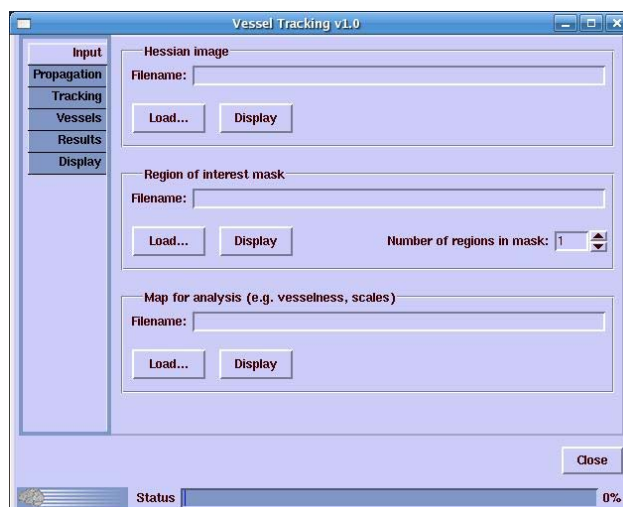 Vessel Tracking v1.0
Input
Propagation
Tracking
Vessels
Results
Display
Hessian image
Filename:
Load... Display
Region of interest mask
Filename:
Load... Display Number of regions in mask: 1
Map for analysis (e.g. vesselness, scales)
Filename:
Load... Display
Close
Status 0%